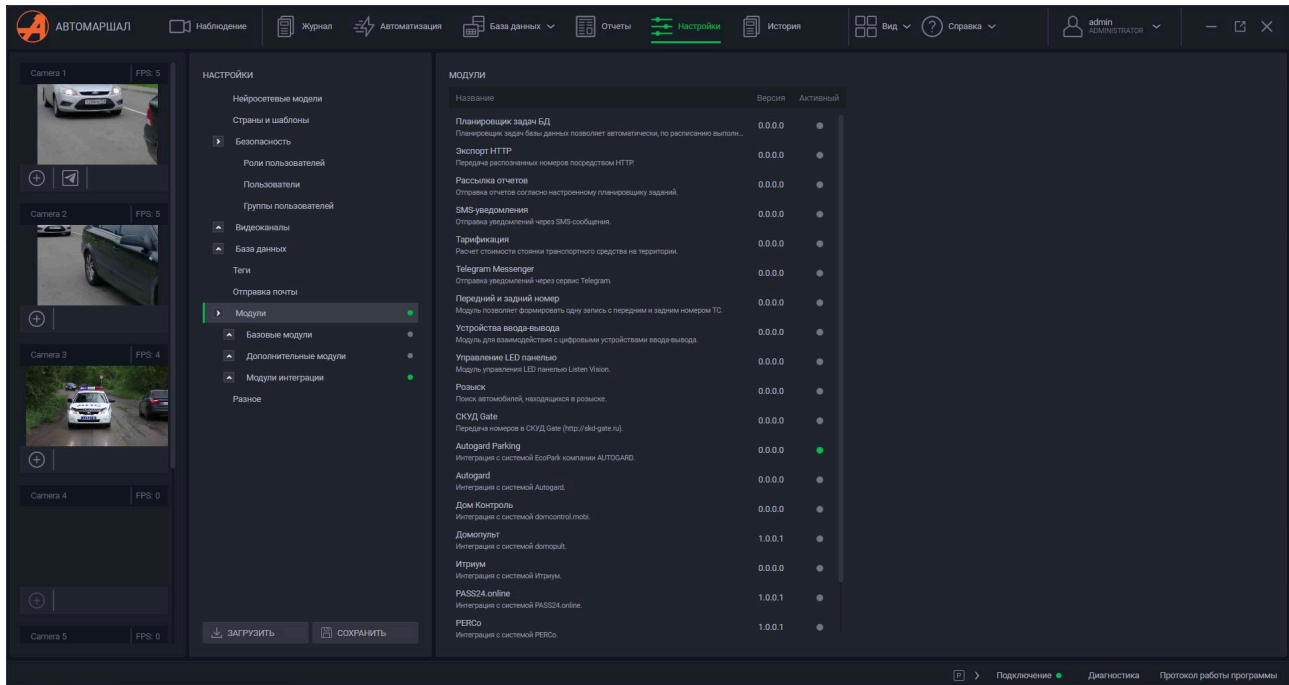 АВТОМАРШАЛ
Наблюдение
Журнал
Автоматизация
База данных
Отчеты
Настройки
История
Вид
Справка
admin
ADMINISTRATOR
Camera 1 FPS: 5
Camera 2 FPS: 5
Camera 3 FPS: 4
Camera 4 FPS: 0
Camera 5 FPS: 0
НАСТРОЙКИ
Нейросетевые модели
Страны и шаблоны
Безопасность
Роли пользователей
Пользователи
Группы пользователей
Видеоканалы
База данных
Теги
Отправка почты
Модули
Базовые модули
Дополнительные модули
Модули интеграции
Разное
ЗАГРУЗИТЬ
СОХРАНИТЬ
МОДУЛИ
Название Версия Активный
Планировщик задач БД 0.0.0.0
Планировщик задач базы данных позволяет автоматически, по расписанию выполн...
Экспорт HTTP 0.0.0.0
Передача распознанных номеров посредством HTTP.
Рассылка отчетов 0.0.0.0
Отправка отчетов согласно настроенному планировщику заданий.
SMS-уведомления 0.0.0.0
Отправка уведомлений через SMS-сообщения.
Тарификация 0.0.0.0
Расчет стоимости стоянки транспортного средства на территории.
Telegram Messenger 0.0.0.0
Отправка уведомлений через сервис Telegram.
Передний и задний номер 0.0.0.0
Модуль позволяет формировать одну запись с передним и задним номером ТС.
Устройства ввода-вывода 0.0.0.0
Модуль для взаимодействия с цифровыми устройствами ввода-вывода.
Управление LED панелью 0.0.0.0
Модуль управления LED панелью Listen Vision.
Розыск 0.0.0.0
Поиск автомобилей, находящихся в розыске.
СКУД Gate 0.0.0.0
Передача номеров в СКУД Gate (http://skd-gate.ru).
Autogard Parking 0.0.0.0
Интеграция с системой EcoPark компании AUTOGARD.
Autogard 0.0.0.0
Интеграция с системой Autogard.
Дом Контроль 0.0.0.0
Интеграция с системой domcontrol.mobi.
Домопульт 1.0.0.1
Интеграция с системой domopult.
Итриум 0.0.0.0
Интеграция с системой Итриум.
PASS24.online 1.0.0.1
Интеграция с системой PASS24.online.
PERCo 1.0.0.1
Интеграция с системой PERCo.
P
Подключение
Диагностика
Протокол работы программы